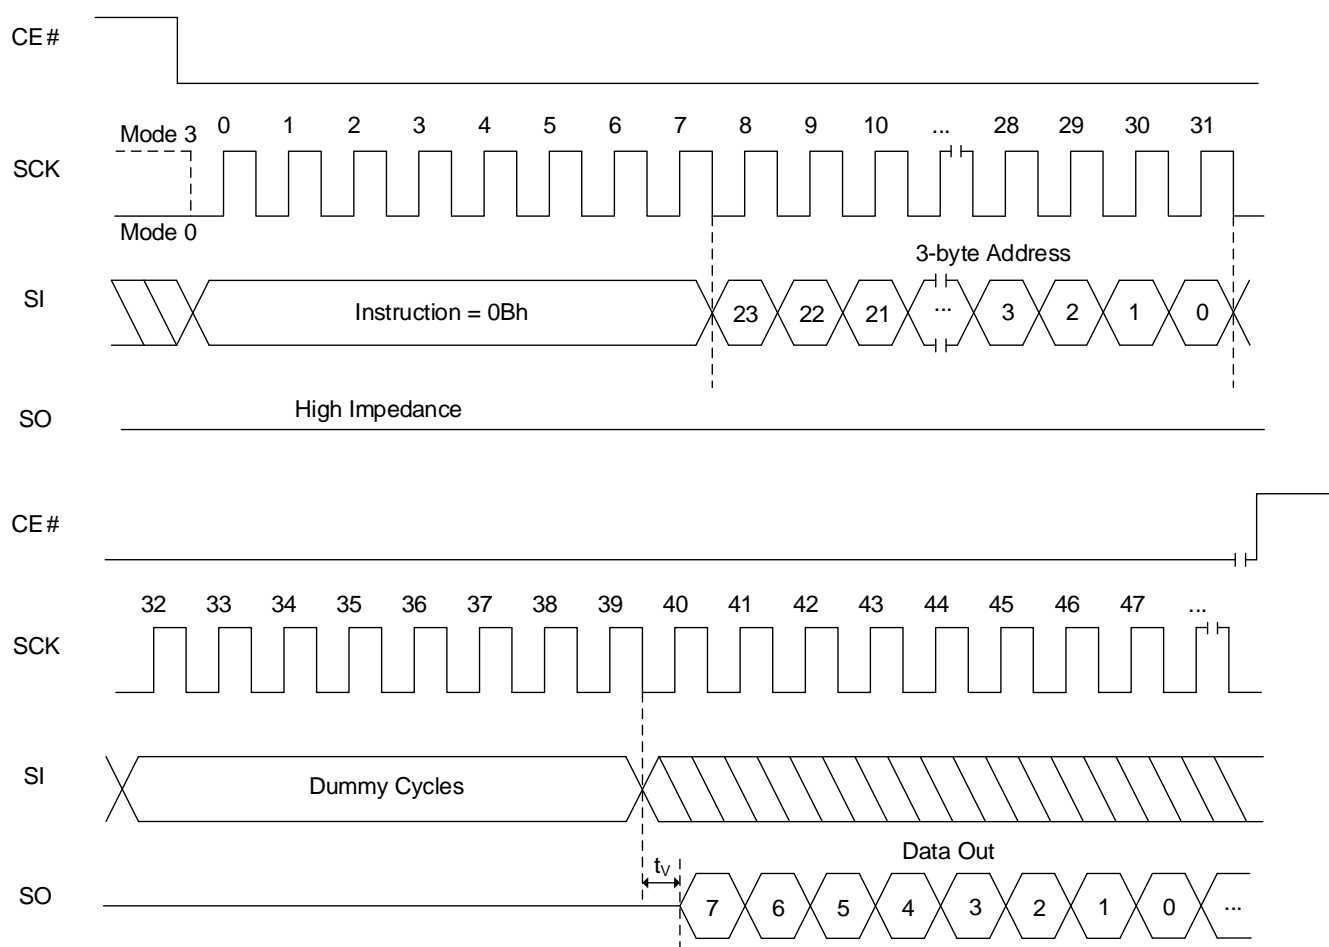 CE#
Mode 3
0 1 2 3 4 5 6 7 8 9 10 ... 28 29 30 31
SCK
Mode 0
3-byte Address
SI
Instruction = 0Bh
23 22 21 ... 3 2 1 0
High Impedance
SO
CE#
32 33 34 35 36 37 38 39 40 41 42 43 44 45 46 47 ...
SCK
SI
Dummy Cycles
Data Out
tV
SO
7 6 5 4 3 2 1 0 ...